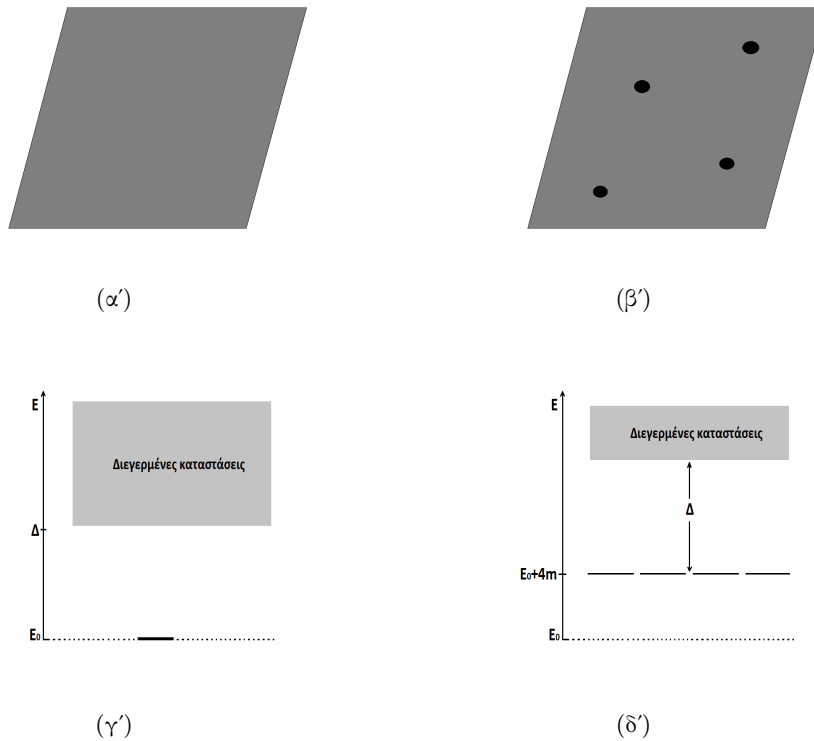 (α′)
(β′)
E
Διεγερμένες καταστάσεις
Δ
E₀
(γ′)
E
Διεγερμένες καταστάσεις
Δ
E₀+4m
E₀
(δ′)